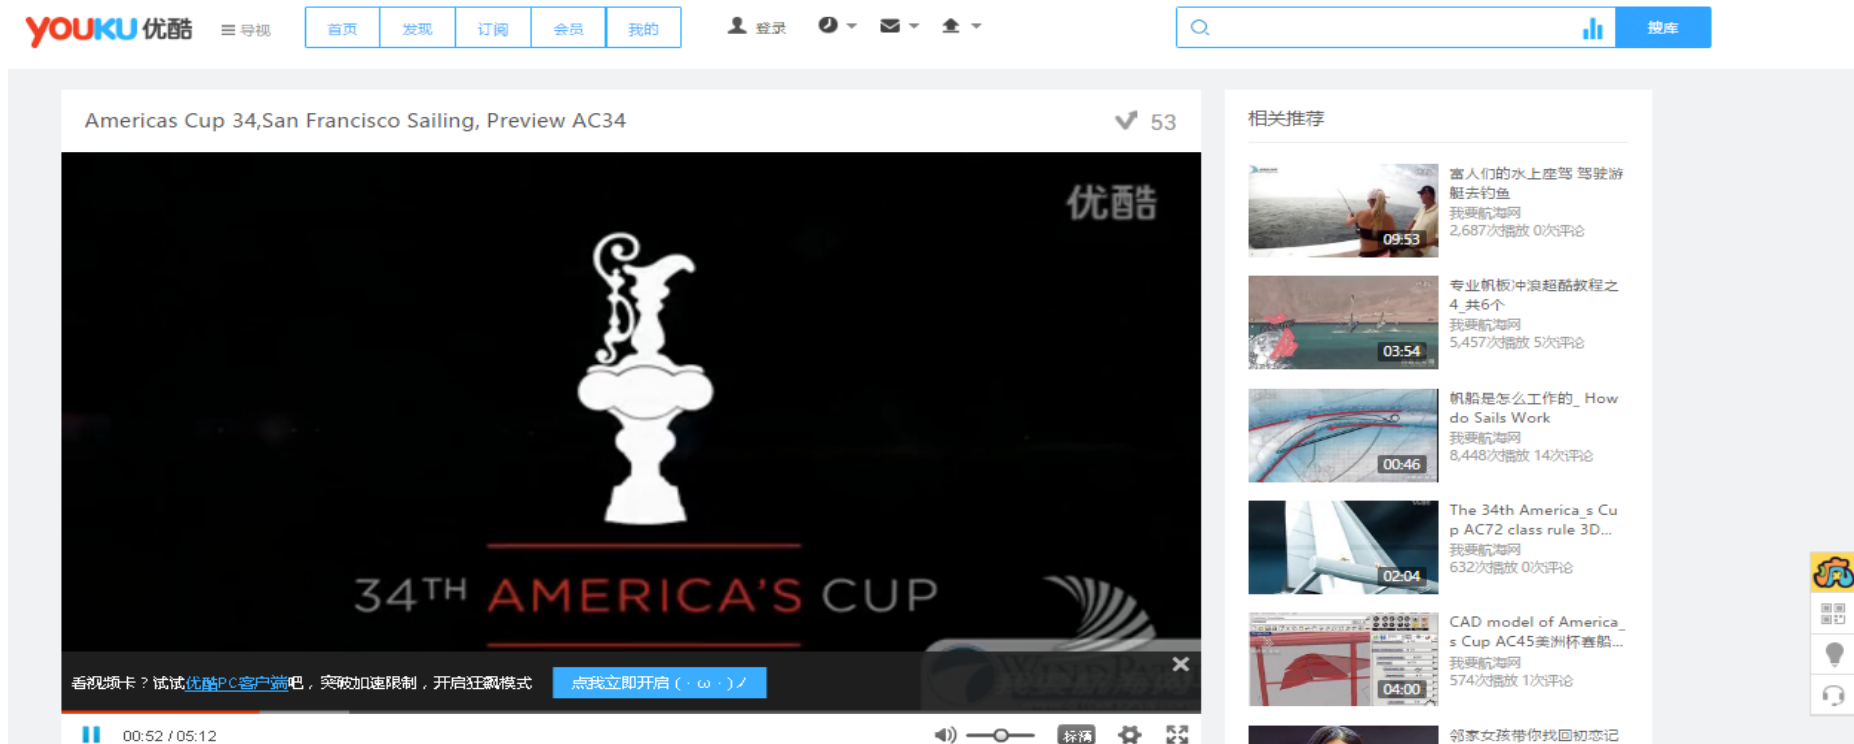 YOUKU 优酷
导视
首页 发现 订阅 会员 我的
登录
搜库
Americas Cup 34,San Francisco Sailing, Preview AC34
53
优酷
34TH AMERICA'S CUP
看视频卡？试试优酷PC客户端吧，突破加速限制，开启狂飙模式
点我立即开启(·ω·)ノ
00:52 / 05:12
标清
相关推荐
09:53
富人们的水上座驾 驾驶游
艇去钓鱼
我要航海网
2,687次播放 0次评论
03:54
专业帆板冲浪超酷教程之
4_共6个
我要航海网
5,457次播放 5次评论
00:46
帆船是怎么工作的_ How
do Sails Work
我要航海网
8,448次播放 14次评论
02:04
The 34th America_s Cu
p AC72 class rule 3D...
我要航海网
632次播放 0次评论
04:00
CAD model of America_
s Cup AC45美洲杯赛船...
我要航海网
574次播放 1次评论
邻家女孩带你找回初恋记